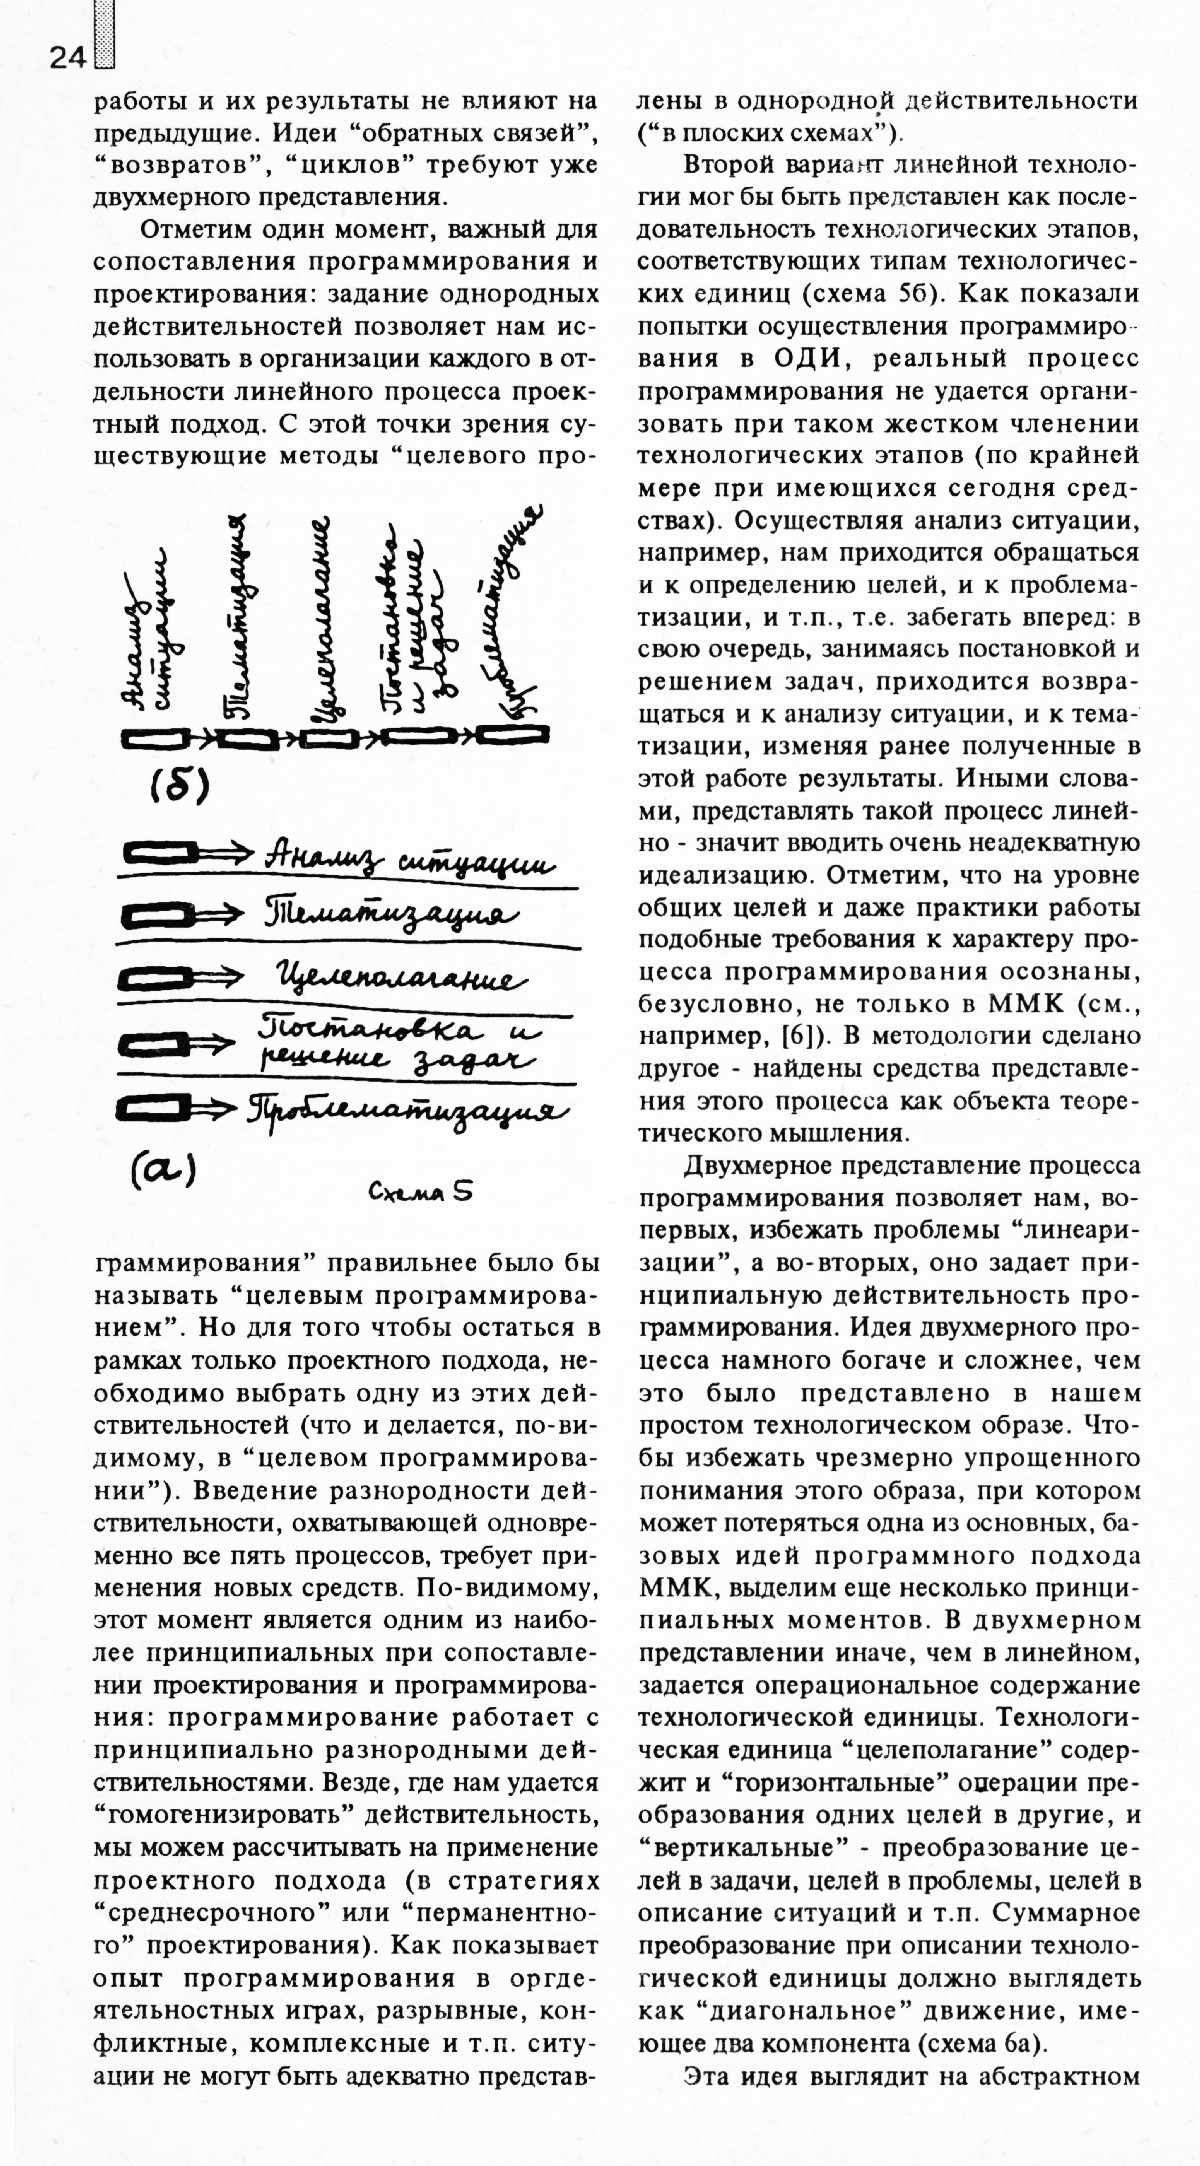 24
работы и их результаты не влияют на
предыдущие. Идеи “обратных связей”,
“возвратов”, “циклов” требуют уже
двухмерного представления.
Отметим один момент, важный для
сопоставления программирования и
проектирования: задание однородных
действительностей позволяет нам ис-
пользовать в организации каждого в от-
дельности линейного процесса проек-
тный подход. С этой точки зрения су-
ществующие методы “целевого про-
Анализ
ситуации
Тематизация
Целеполагание
Постановка
и решение
задач
Проблематизация
(б)
Анализ ситуации
Тематизация
Целеполагание
Постановка и
решение задач
Проблематизация
(а)
Схема 5
граммирования” правильнее было бы
называть “целевым программирова-
нием”. Но для того чтобы остаться в
рамках только проектного подхода, не-
обходимо выбрать одну из этих дей-
ствительностей (что и делается, по-ви-
димому, в “целевом программирова-
нии”). Введение разнородности дей-
ствительности, охватывающей одновре-
менно все пять процессов, требует при-
менения новых средств. По-видимому,
этот момент является одним из наибо-
лее принципиальных при сопоставле-
нии проектирования и программирова-
ния: программирование работает с
принципиально разнородными дей-
ствительностями. Везде, где нам удается
“гомогенизировать” действительность,
мы можем рассчитывать на применение
проектного подхода (в стратегиях
“среднесрочного” или “перманентно-
го” проектирования). Как показывает
опыт программирования в оргде-
ятельностных играх, разрывные, кон-
фликтные, комплексные и т.п. ситу-
ации не могут быть адекватно представ-
лены в однородной действительности
(“в плоских схемах”).
Второй вариант линейной техноло-
гии мог бы быть представлен как после-
довательность технологических этапов,
соответствующих типам технологичес-
ких единиц (схема 5б). Как показали
попытки осуществления программиро-
вания в ОДИ, реальный процесс
программирования не удается органи-
зовать при таком жестком членении
технологических этапов (по крайней
мере при имеющихся сегодня сред-
ствах). Осуществляя анализ ситуации,
например, нам приходится обращаться
и к определению целей, и к проблема-
тизации, и т.п., т.е. забегать вперед: в
свою очередь, занимаясь постановкой и
решением задач, приходится возвра-
щаться и к анализу ситуации, и к тема-
тизации, изменяя ранее полученные в
этой работе результаты. Иными слова-
ми, представлять такой процесс линей-
но - значит вводить очень неадекватную
идеализацию. Отметим, что на уровне
общих целей и даже практики работы
подобные требования к характеру про-
цесса программирования осознаны,
безусловно, не только в ММК (см.,
например, [6]). В методологии сделано
другое - найдены средства представле-
ния этого процесса как объекта теоре-
тического мышления.
Двухмерное представление процесса
программирования позволяет нам, во-
первых, избежать проблемы “линеари-
зации”, а во-вторых, оно задает при-
нципиальную действительность про-
граммирования. Идея двухмерного про-
цесса намного богаче и сложнее, чем
это было представлено в нашем
простом технологическом образе. Что-
бы избежать чрезмерно упрощенного
понимания этого образа, при котором
может потеряться одна из основных, ба-
зовых идей программного подхода
ММК, выделим еще несколько принци-
пиальных моментов. В двухмерном
представлении иначе, чем в линейном,
задается операциональное содержание
технологической единицы. Технологи-
ческая единица “целеполагание” содер-
жит и “горизонтальные” операции пре-
образования одних целей в другие, и
“вертикальные” - преобразование це-
лей в задачи, целей в проблемы, целей в
описание ситуаций и т.п. Суммарное
преобразование при описании техноло-
гической единицы должно выглядеть
как “диагональное” движение, име-
ющее два компонента (схема 6а).
Эта идея выглядит на абстрактном